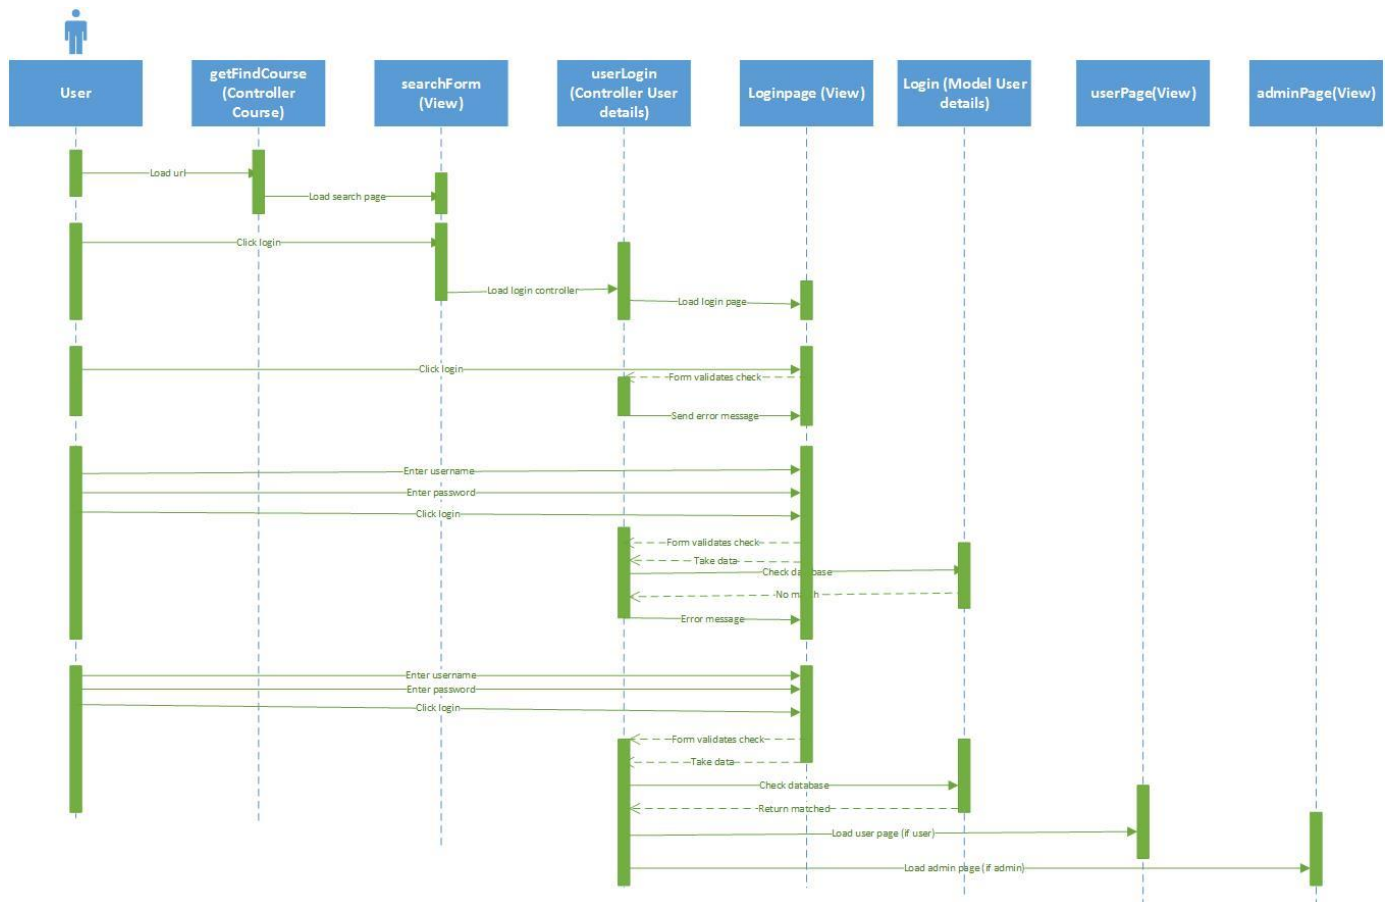 User
getFindCourse
(Controller
Course)
searchForm
(View)
userLogin
(Controller User
details)
Loginpage (View)
Login (Model User
details)
userPage(View)
adminPage(View)
Load url
Load search page
Click login
Load login controller
Load login page
Click login
Form validates check
Send error message
Enter username
Enter password
Click login
Form validates check
Take data
Check database
No match
Error message
Enter username
Enter password
Click login
Form validates check
Take data
Check database
Return matched
Load user page (if user)
Load admin page (if admin)